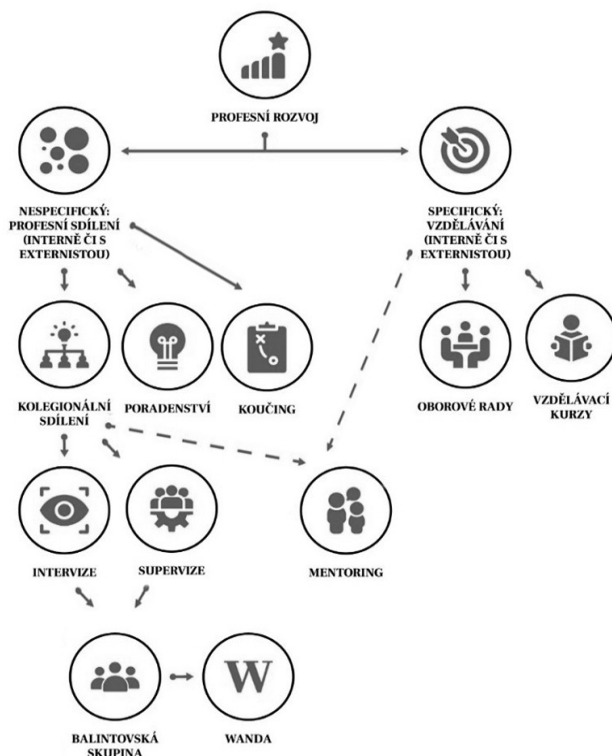 PROFESNÍ ROZVOJ
NESPECIFICKÝ:
PROFESNÍ SDÍLENÍ
(INTERNĚ ČI S
EXTERNISTOU)
SPECIFICKÝ:
VZDĚLÁVÁNÍ
(INTERNĚ ČI S
EXTERNISTOU)
KOLEGIONÁLNÍ
SDÍLENÍ
PORADENSTVÍ
KOUČING
OBOROVÉ RADY
VZDĚLÁVACÍ
KURZY
INTERVIZE
SUPERVIZE
MENTORING
W
BALINTOVSKÁ
SKUPINA
WANDA